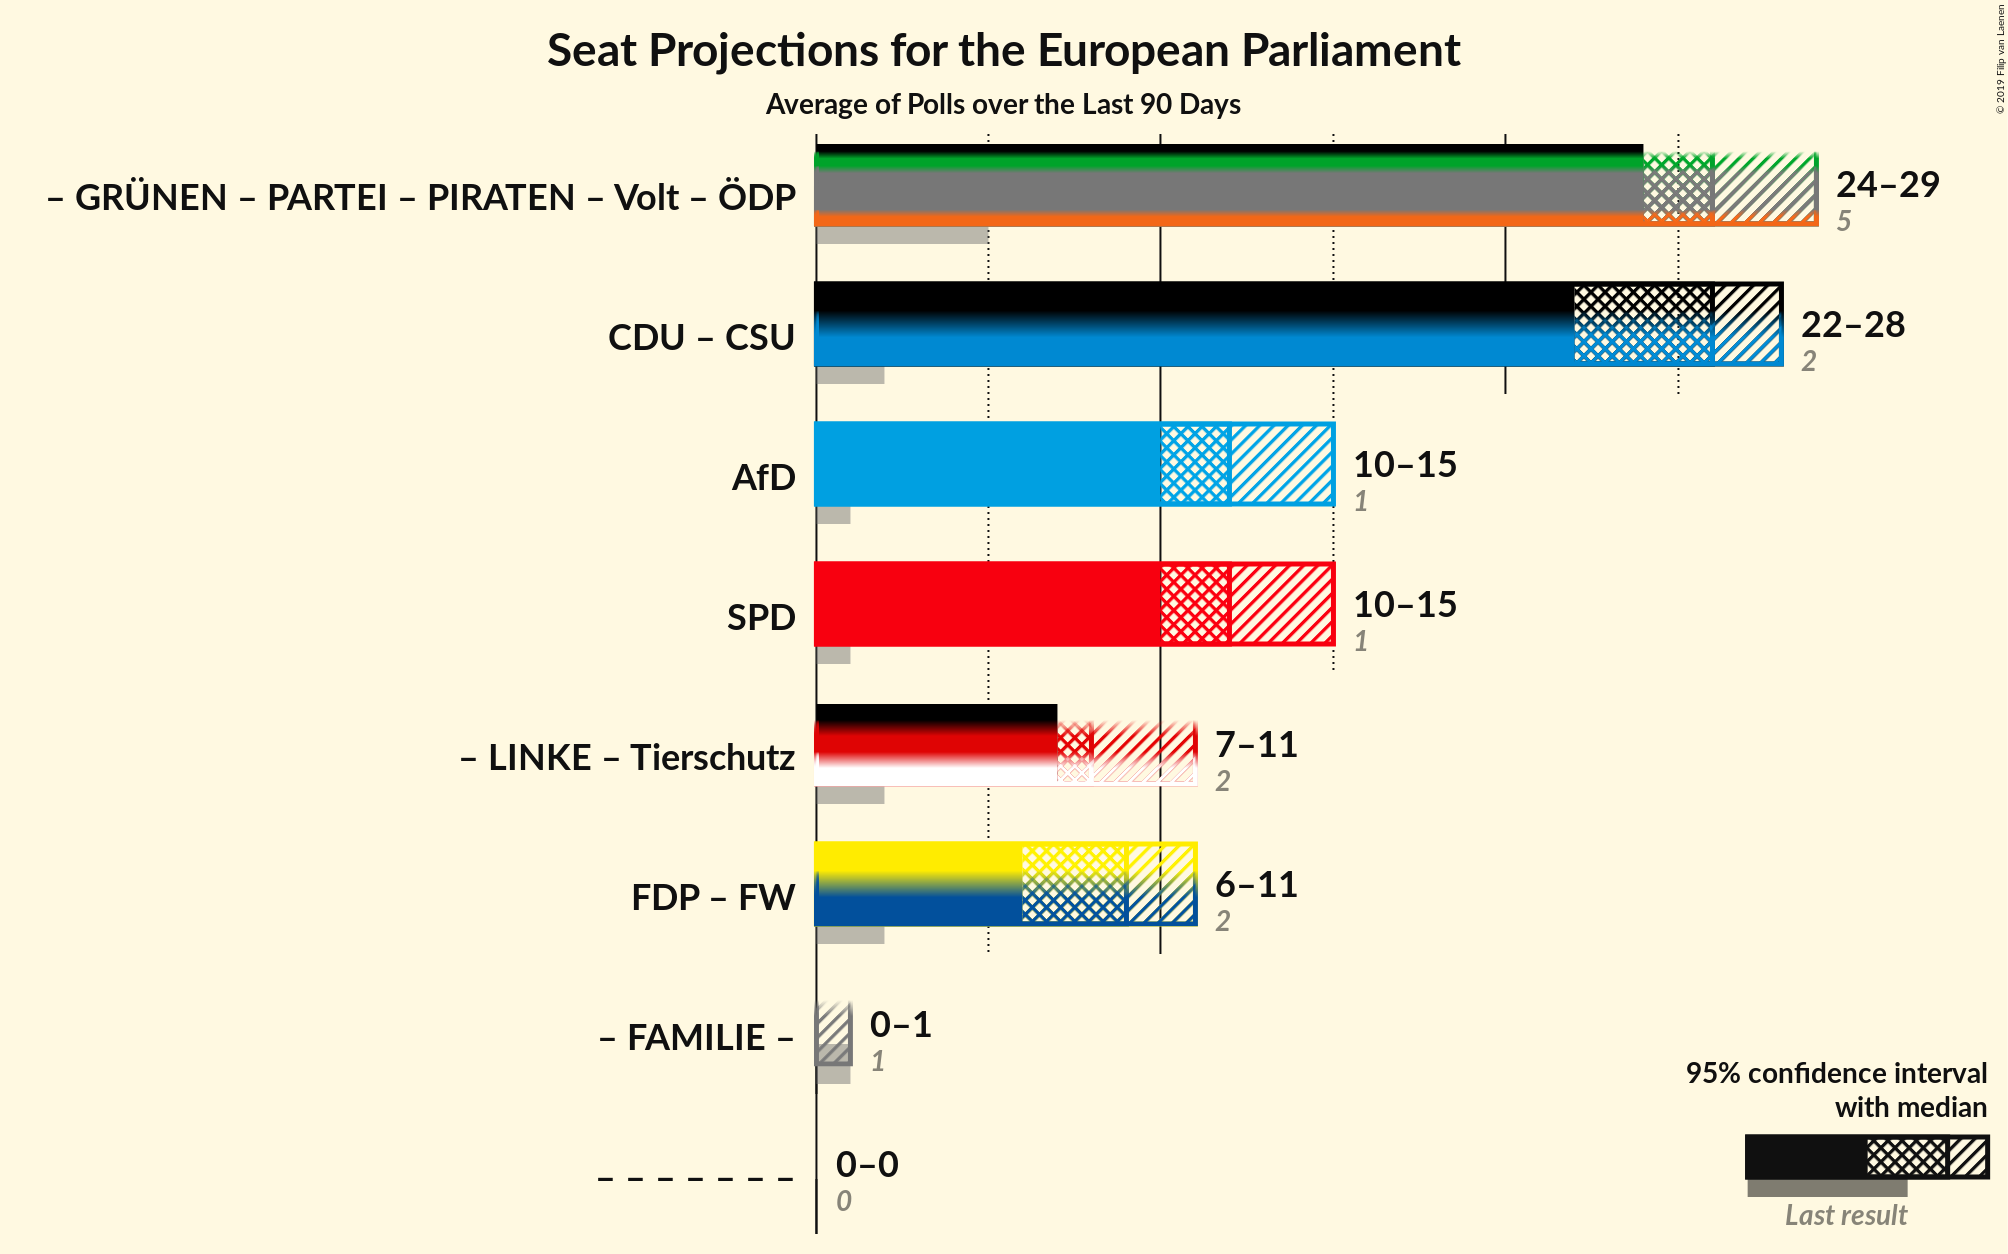 Seat Projections for the European Parliament
Average of Polls over the Last 90 Days
© 2019 Filip van Laenen
– GRÜNEN – PARTEI – PIRATEN – Volt – ÖDP
24–29
5
CDU – CSU
22–28
2
AfD
10–15
1
SPD
10–15
1
– LINKE – Tierschutz
7–11
2
FDP – FW
6–11
2
– FAMILIE –
0–1
1
– – – – – – –
0–0
0
95% confidence interval
with median
Last result